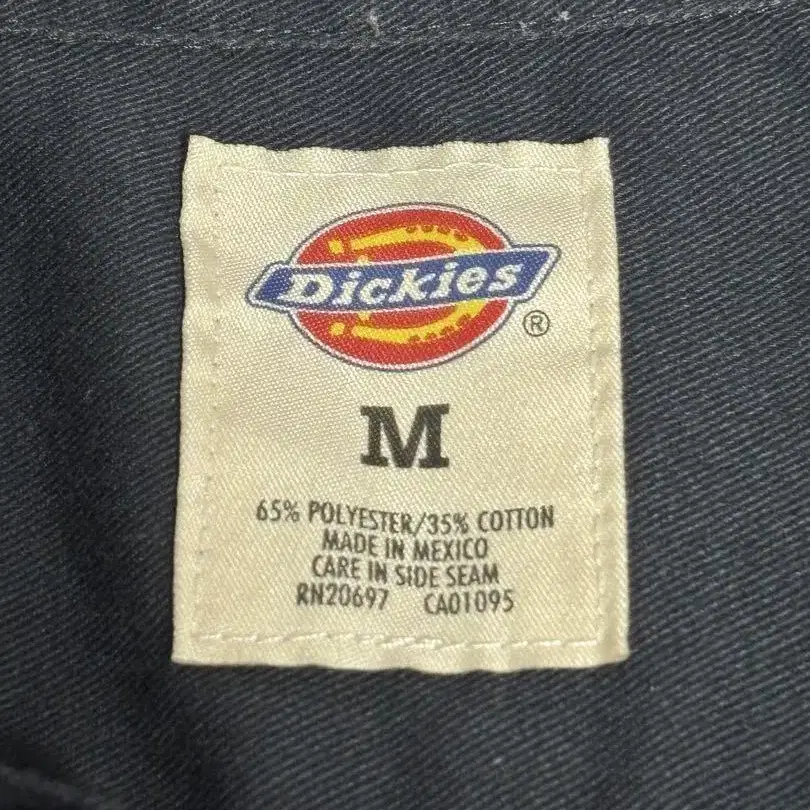 Dickies
®
M
65% POLYESTER/35% COTTON
MADE IN MEXICO
CARE IN SIDE SEAM
RN20697 CA01095